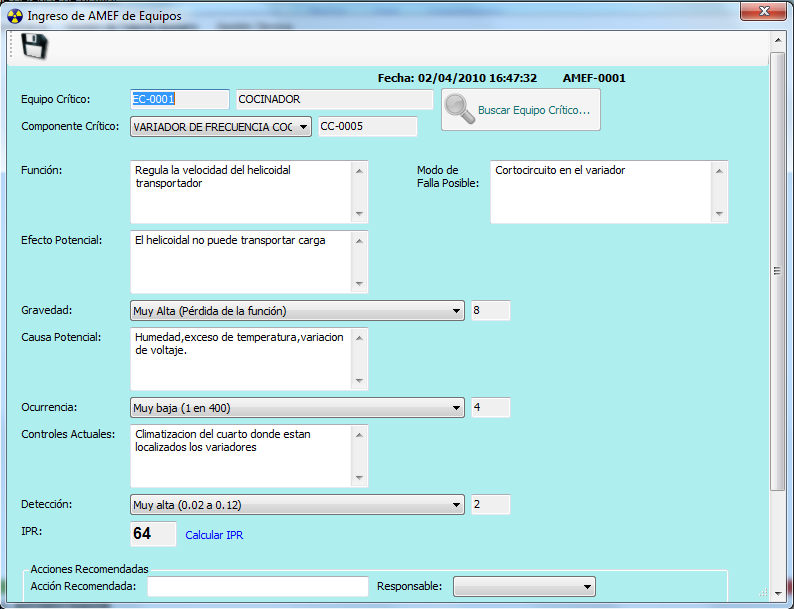 Ingreso de AMEF de Equipos
Fecha: 02/04/2010 16:47:32 AMEF-0001
Equipo Crítico: EC-0001 COCINADOR
Buscar Equipo Crítico...
Componente Crítico: VARIADOR DE FRECUENCIA COC CC-0005
Función: Regula la velocidad del helicoidal
transportador
Modo de
Falla Posible: Cortocircuito en el variador
Efecto Potencial: El helicoidal no puede transportar carga
Gravedad: Muy Alta (Pérdida de la función) 8
Causa Potencial: Humedad,exceso de temperatura,variacion
de voltaje.
Ocurrencia: Muy baja (1 en 400) 4
Controles Actuales: Climatizacion del cuarto donde estan
localizados los variadores
Detección: Muy alta (0.02 a 0.12) 2
IPR: 64 Calcular IPR
Acciones Recomendadas
Acción Recomendada: Responsable: